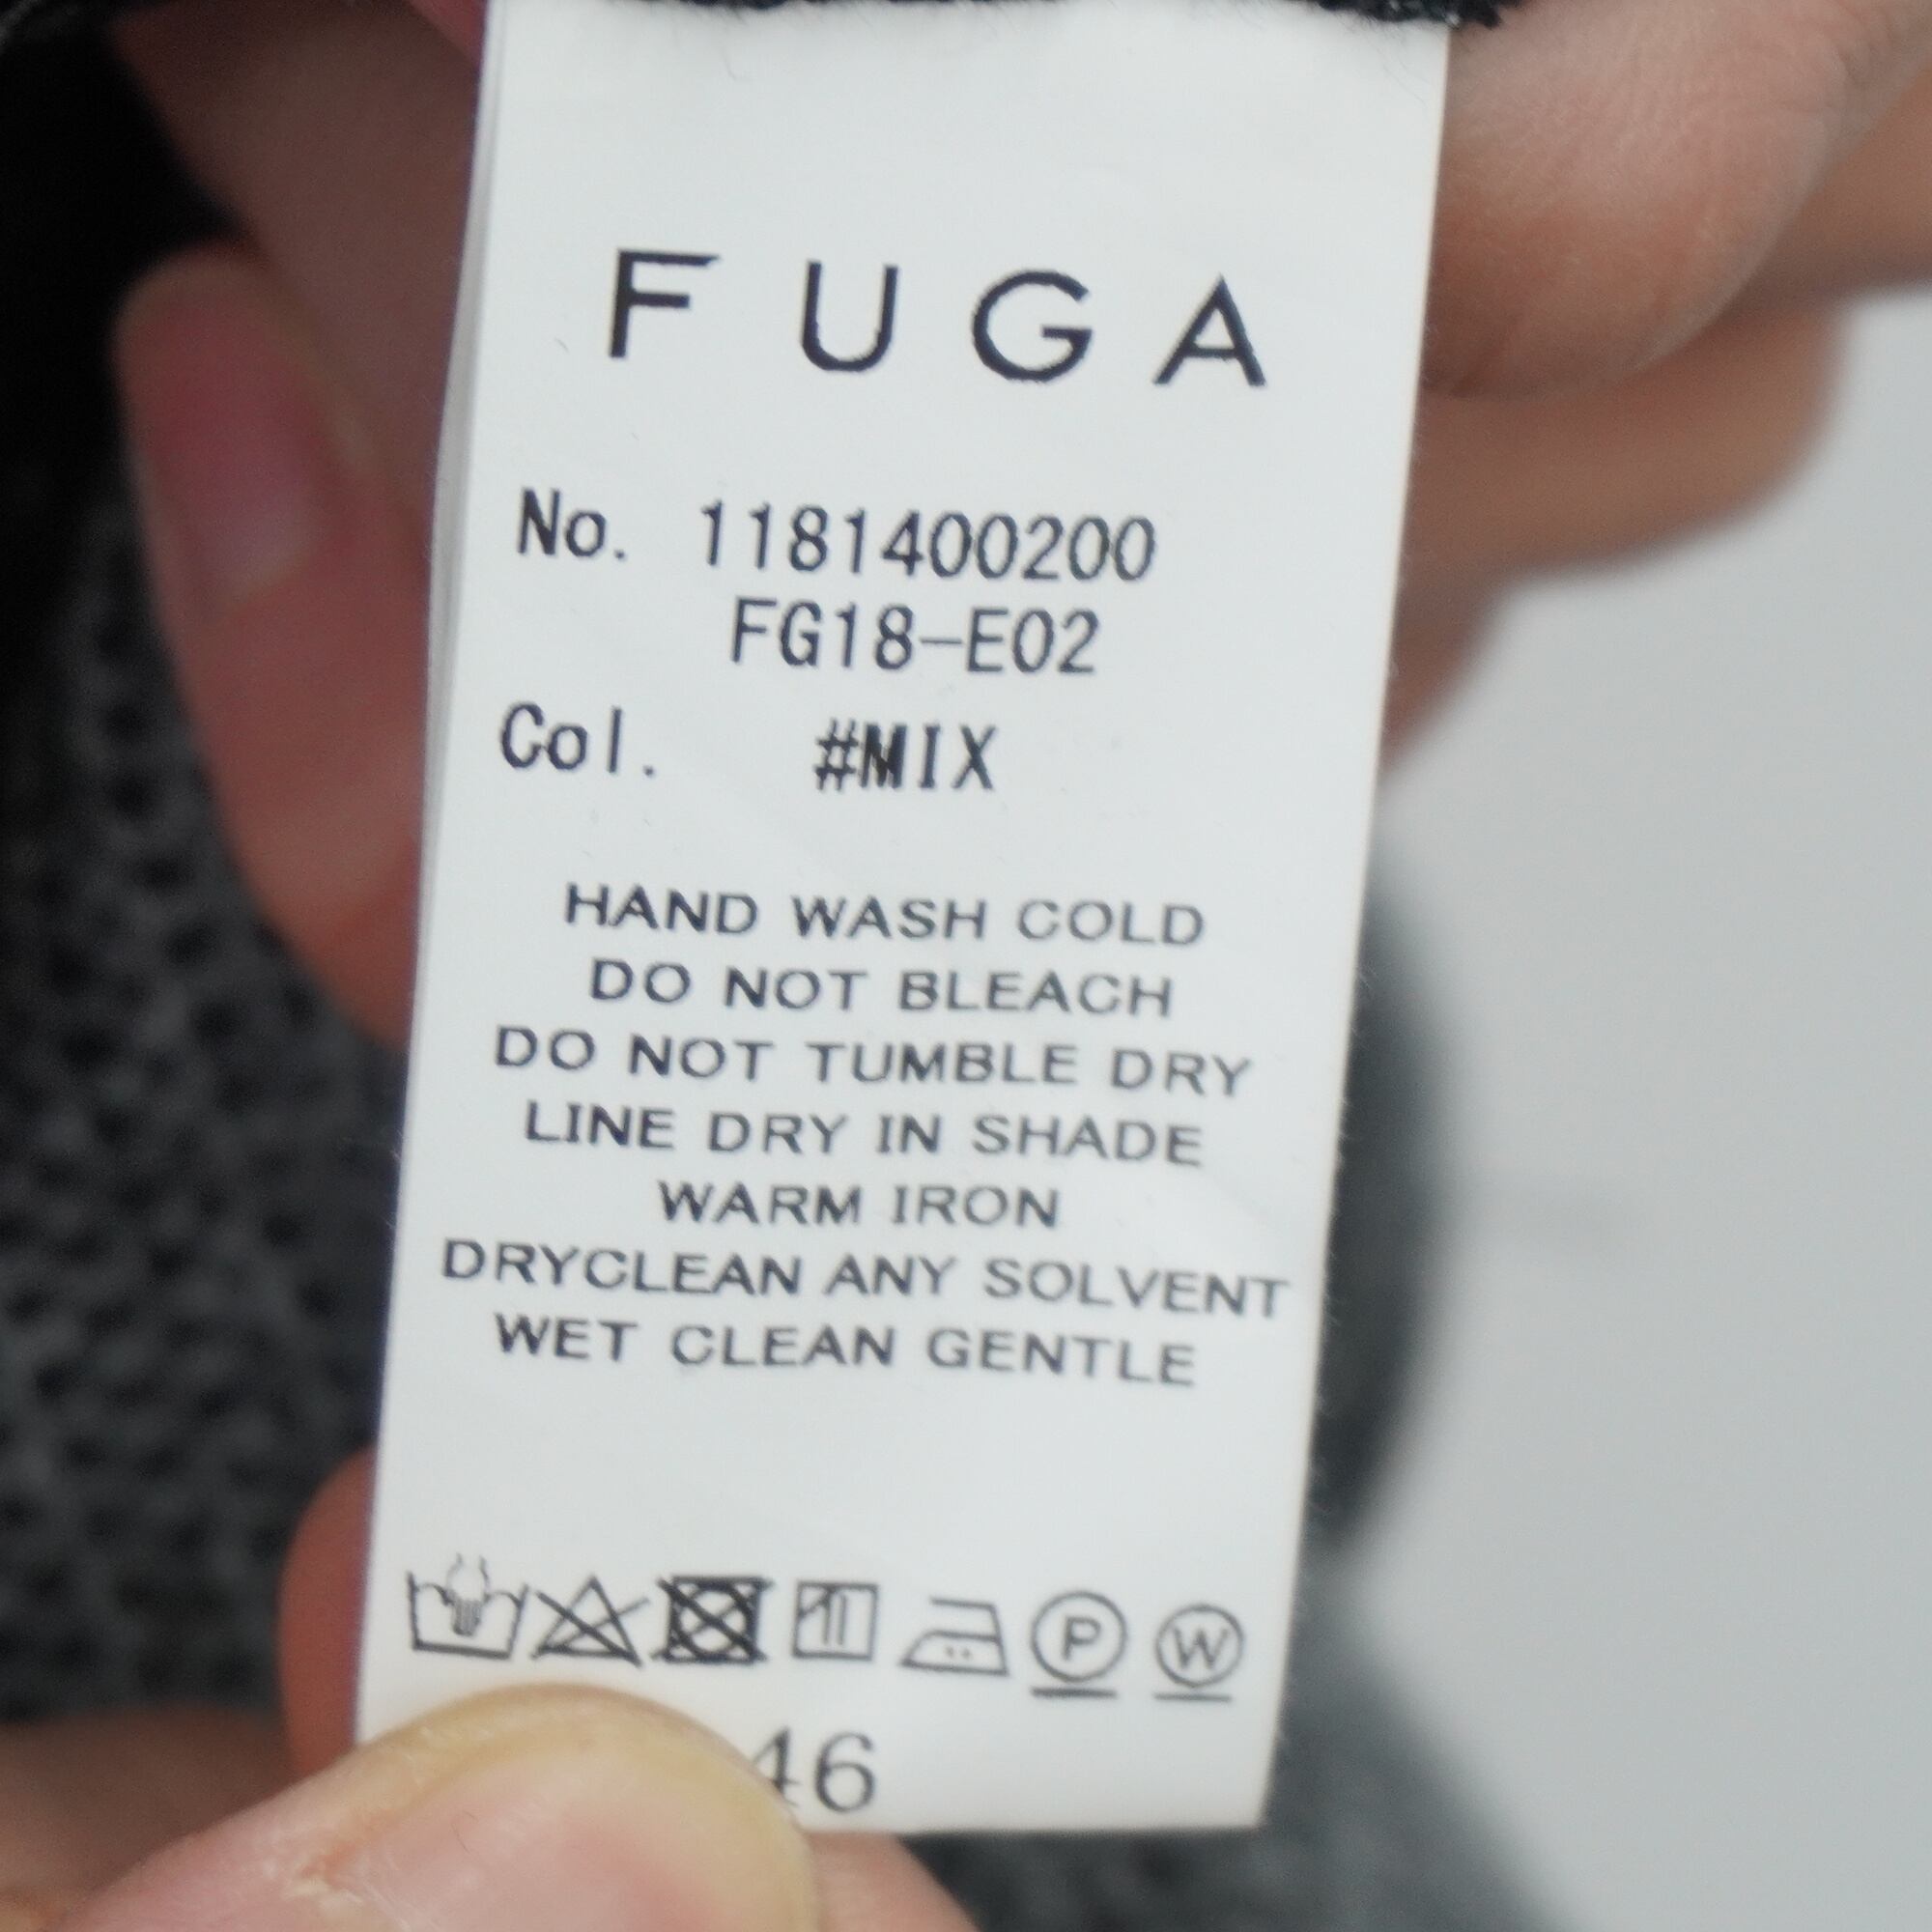 FUGA
No. 1181400200
FG18-E02
Col. #MIX
HAND WASH COLD
DO NOT BLEACH
DO NOT TUMBLE DRY
LINE DRY IN SHADE
WARM IRON
DRYCLEAN ANY SOLVENT
WET CLEAN GENTLE
P W
46